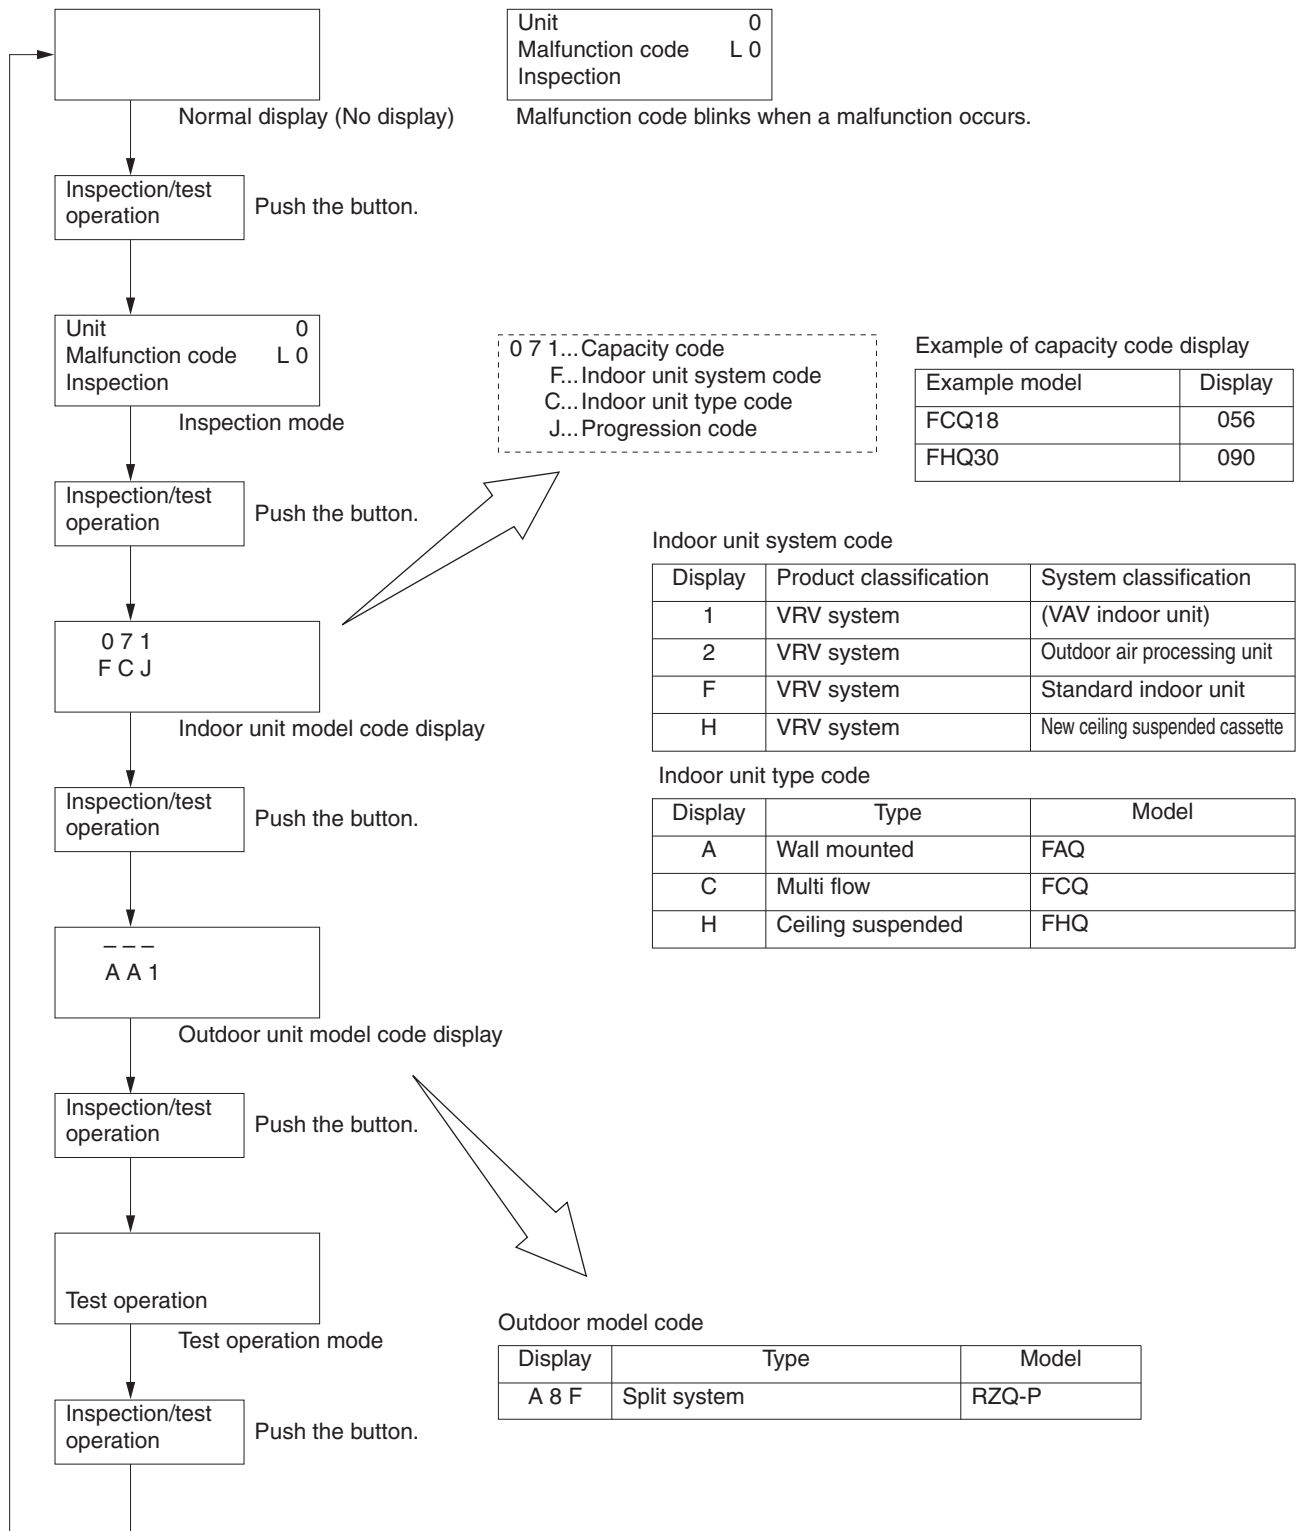 Unit 0
Malfunction code L 0
Inspection
Normal display (No display)
Malfunction code blinks when a malfunction occurs.
Inspection/test
operation
Push the button.
Unit 0
Malfunction code L 0
Inspection
Inspection mode
0 7 1...Capacity code
F...Indoor unit system code
C...Indoor unit type code
J...Progression code
Example of capacity code display
Example model Display
FCQ18 056
FHQ30 090
Inspection/test
operation
Push the button.
Indoor unit system code
Display Product classification System classification
1 VRV system (VAV indoor unit)
2 VRV system Outdoor air processing unit
F VRV system Standard indoor unit
H VRV system New ceiling suspended cassette
0 7 1
F C J
Indoor unit model code display
Indoor unit type code
Display Type Model
A Wall mounted FAQ
C Multi flow FCQ
H Ceiling suspended FHQ
Inspection/test
operation
Push the button.
– – –
A A 1
Outdoor unit model code display
Inspection/test
operation
Push the button.
Test operation
Test operation mode
Outdoor model code
Display Type Model
A 8 F Split system RZQ-P
Inspection/test
operation
Push the button.